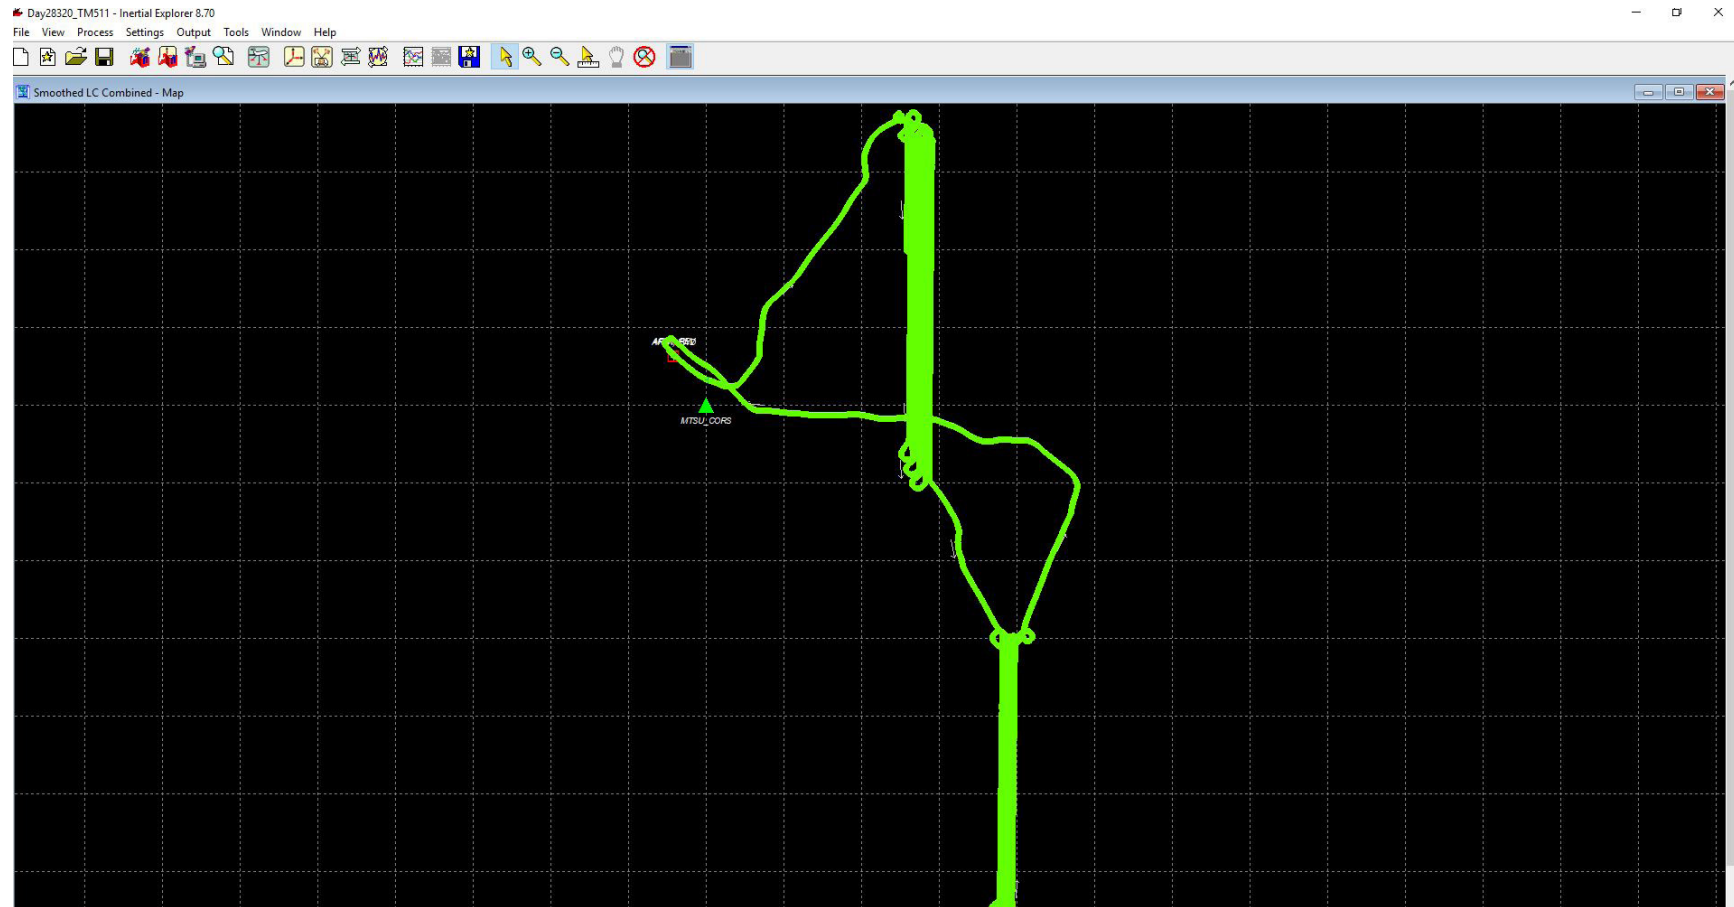 Day28320_TM511 - Inertial Explorer 8.70
File View Process Settings Output Tools Window Help
Smoothed LC Combined - Map
MTSU_CORS